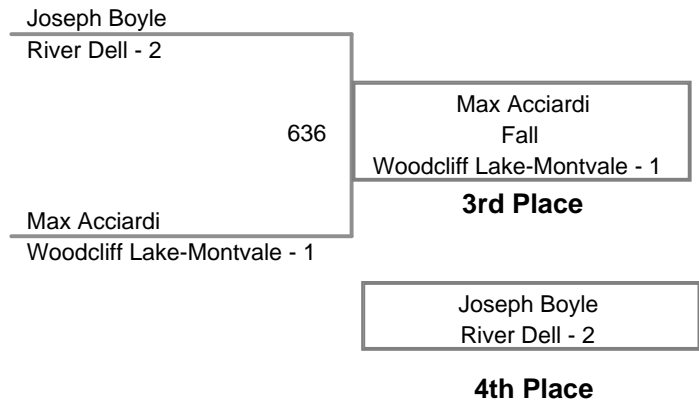 Joseph Boyle
River Dell - 2
636
Max Acciardi
Fall
Woodcliff Lake-Montvale - 1
3rd Place
Max Acciardi
Woodcliff Lake-Montvale - 1
Joseph Boyle
River Dell - 2
4th Place